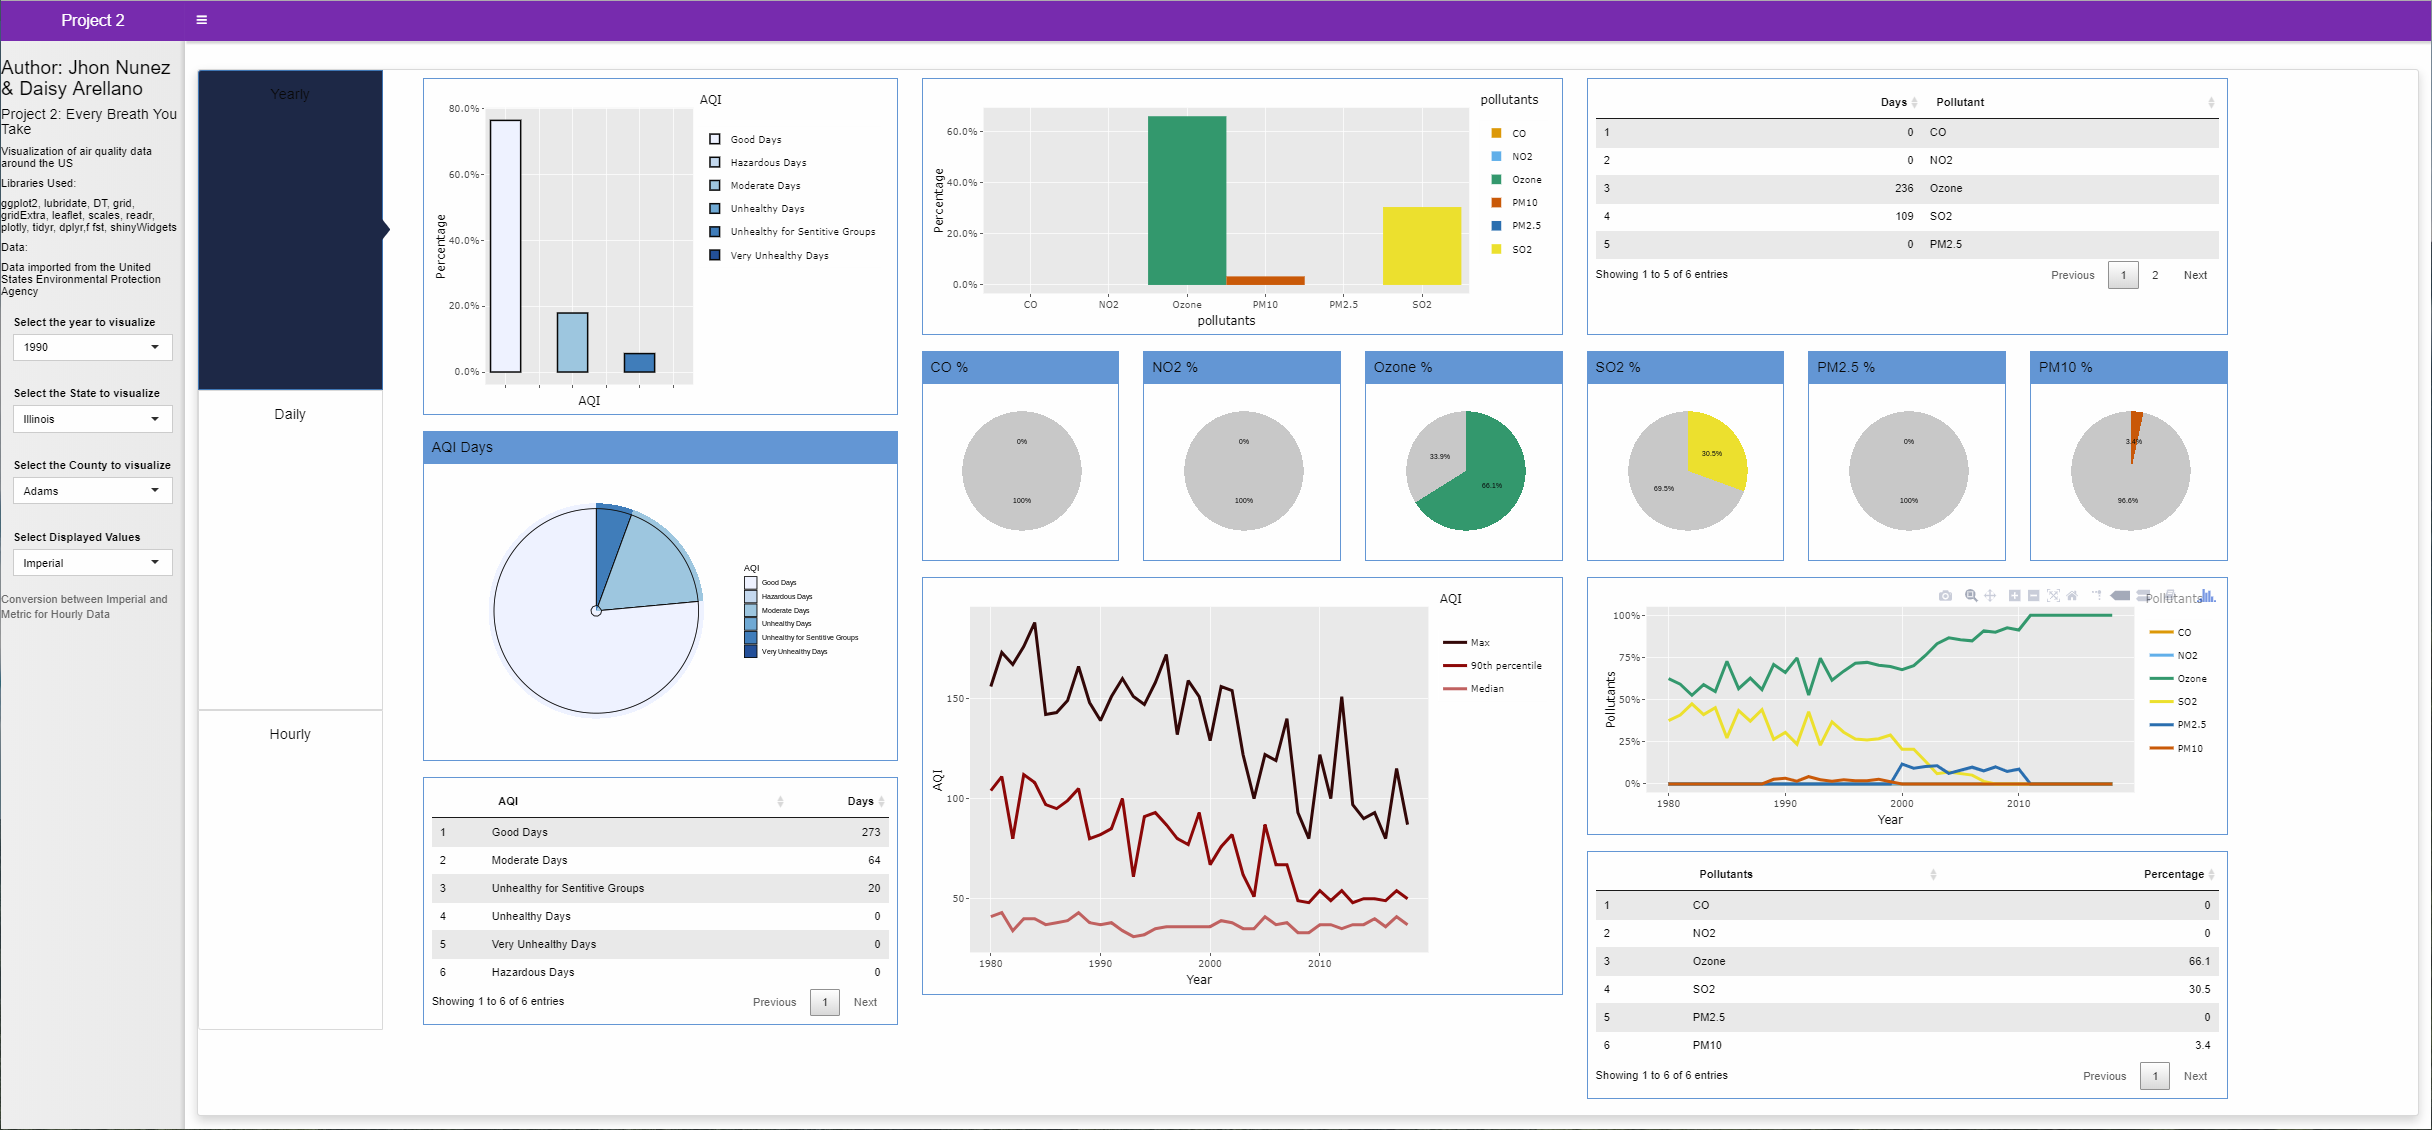 Project 2
Author: Jhon Nunez
& Daisy Arellano
Project 2: Every Breath You
Take
Visualization of air quality data
around the US
Libraries Used:
ggplot2, lubridate, DT, grid,
gridExtra, leaflet, scales, readr,
plotly, tidyr, dplyr,f fst, shinyWidgets
Data:
Data imported from the United
States Environmental Protection
Agency
Select the year to visualize
1990
Select the State to visualize
Illinois
Select the County to visualize
Adams
Select Displayed Values
Imperial
Conversion between Imperial and
Metric for Hourly Data
Yearly
Daily
Hourly
AQI
80.0%
60.0%
40.0%
20.0%
0.0%
Percentage
AQI
Good Days
Hazardous Days
Moderate Days
Unhealthy Days
Unhealthy for Sentitive Groups
Very Unhealthy Days
AQI Days
AQI
Good Days
Hazardous Days
Moderate Days
Unhealthy Days
Unhealthy for Sentitive Groups
Very Unhealthy Days
AQI Days
1 Good Days 273
2 Moderate Days 64
3 Unhealthy for Sentitive Groups 20
4 Unhealthy Days 0
5 Very Unhealthy Days 0
6 Hazardous Days 0
Showing 1 to 6 of 6 entries Previous 1 Next
pollutants
60.0%
40.0%
20.0%
0.0%
Percentage
CO NO2 Ozone PM10 PM2.5 SO2
pollutants
CO
NO2
Ozone
PM10
PM2.5
SO2
Days Pollutant
1 0 CO
2 0 NO2
3 236 Ozone
4 109 SO2
5 0 PM2.5
Showing 1 to 5 of 6 entries Previous 1 2 Next
CO %
0%
100%
NO2 %
0%
100%
Ozone %
33.9%
66.1%
SO2 %
30.5%
69.5%
PM2.5 %
0%
100%
PM10 %
3.4%
96.6%
AQI
Max
90th percentile
Median
150
100
50
AQI
1980 1990 2000 2010
Year
Pollutants
100%
75%
50%
25%
0%
Pollutants
1980 1990 2000 2010
Year
CO
NO2
Ozone
SO2
PM2.5
PM10
Pollutants Percentage
1 CO 0
2 NO2 0
3 Ozone 66.1
4 SO2 30.5
5 PM2.5 0
6 PM10 3.4
Showing 1 to 6 of 6 entries Previous 1 Next